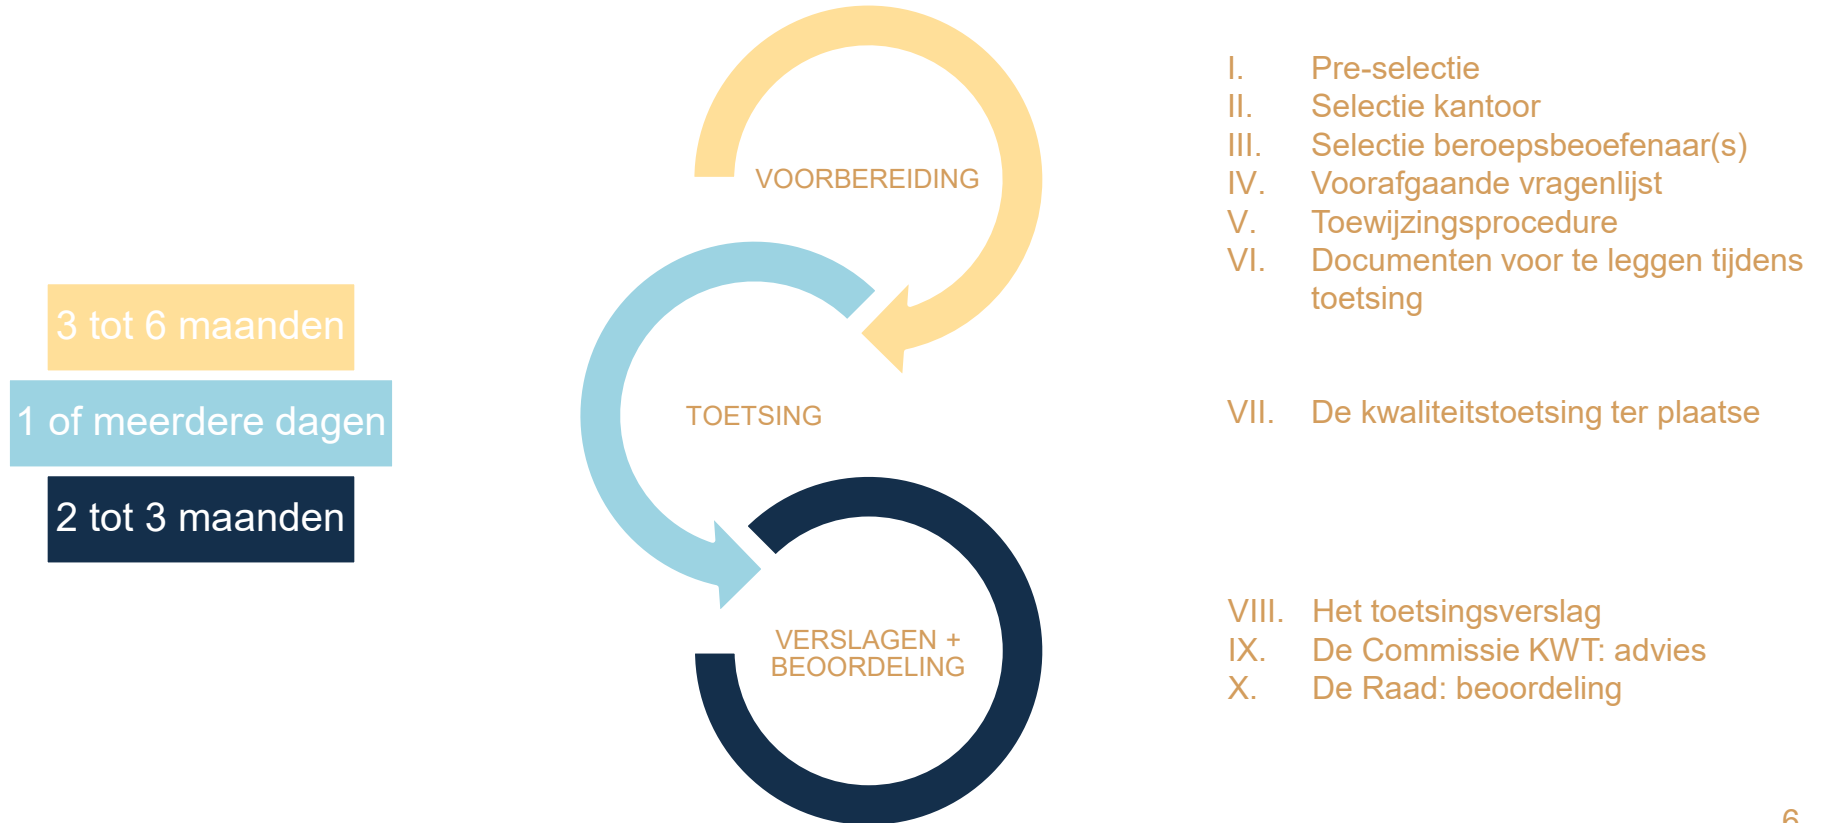 3 tot 6 maanden
1 of meerdere dagen
2 tot 3 maanden
VOORBEREIDING
TOETSING
VERSLAGEN +
BEOORDELING
I. Pre-selectie
II. Selectie kantoor
III. Selectie beroepsbeoefenaar(s)
IV. Voorafgaande vragenlijst
V. Toewijzingsprocedure
VI. Documenten voor te leggen tijdens
toetsing
VII. De kwaliteitstoetsing ter plaatse
VIII. Het toetsingsverslag
IX. De Commissie KWT: advies
X. De Raad: beoordeling
6